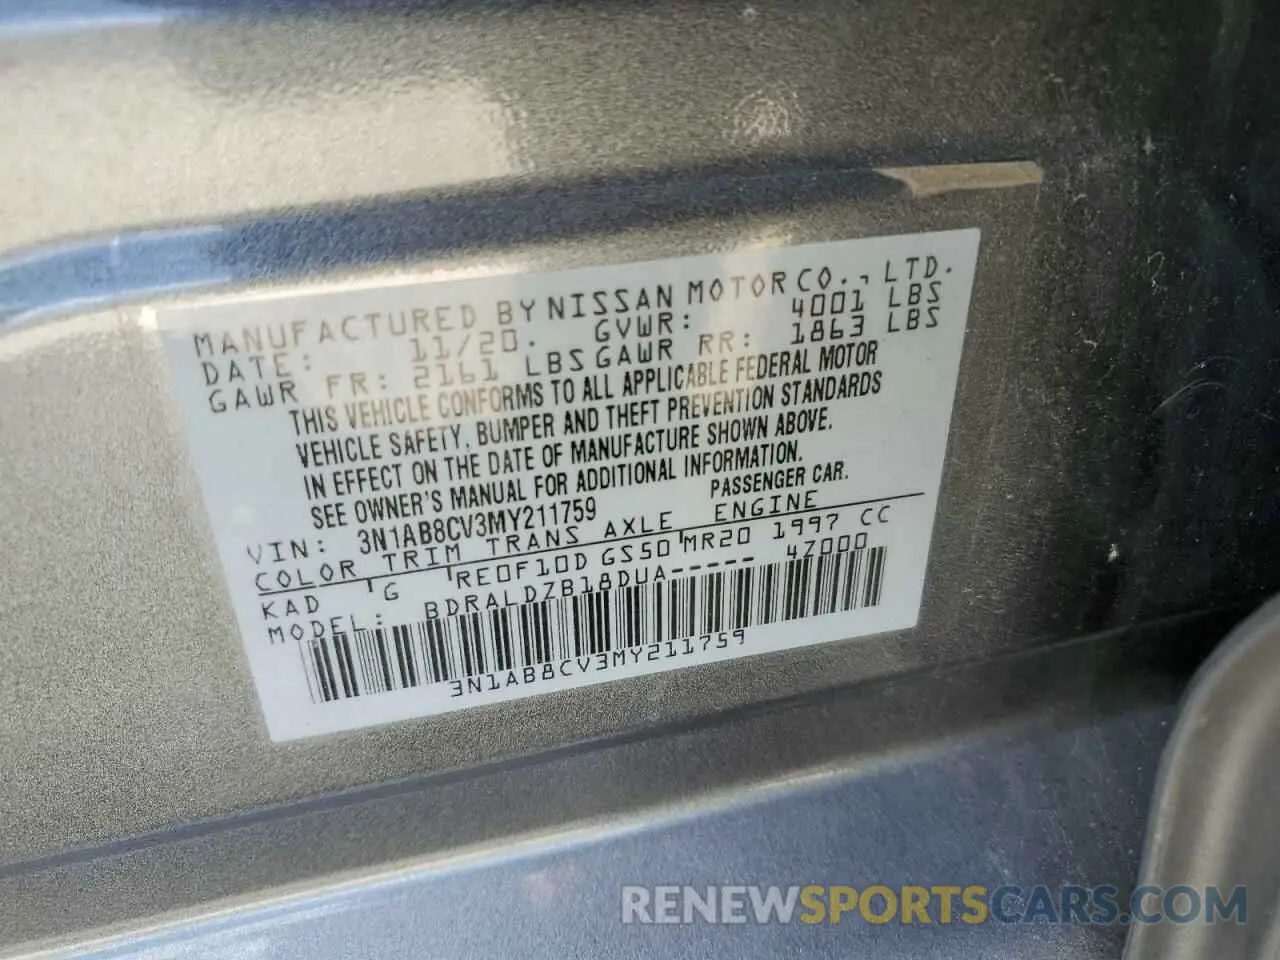 MANUFACTURED BY NISSAN MOTOR CO., LTD.
DATE: 11/20. GVWR: 4001 LBS
GAWR FR: 2161 LBS GAWR RR: 1863 LBS
THIS VEHICLE CONFORMS TO ALL APPLICABLE FEDERAL MOTOR
VEHICLE SAFETY, BUMPER AND THEFT PREVENTION STANDARDS
IN EFFECT ON THE DATE OF MANUFACTURE SHOWN ABOVE.
SEE OWNER'S MANUAL FOR ADDITIONAL INFORMATION.
VIN: 3N1AB8CV3MY211759 PASSENGER CAR.
COLOR TRIM TRANS AXLE ENGINE
KAD G RE0F10D GS50 MR20 1997 CC
MODEL: BDRALDZB18DUA----- 4Z000
3N1AB8CV3MY211759
RENEWSPORTSCARS.COM